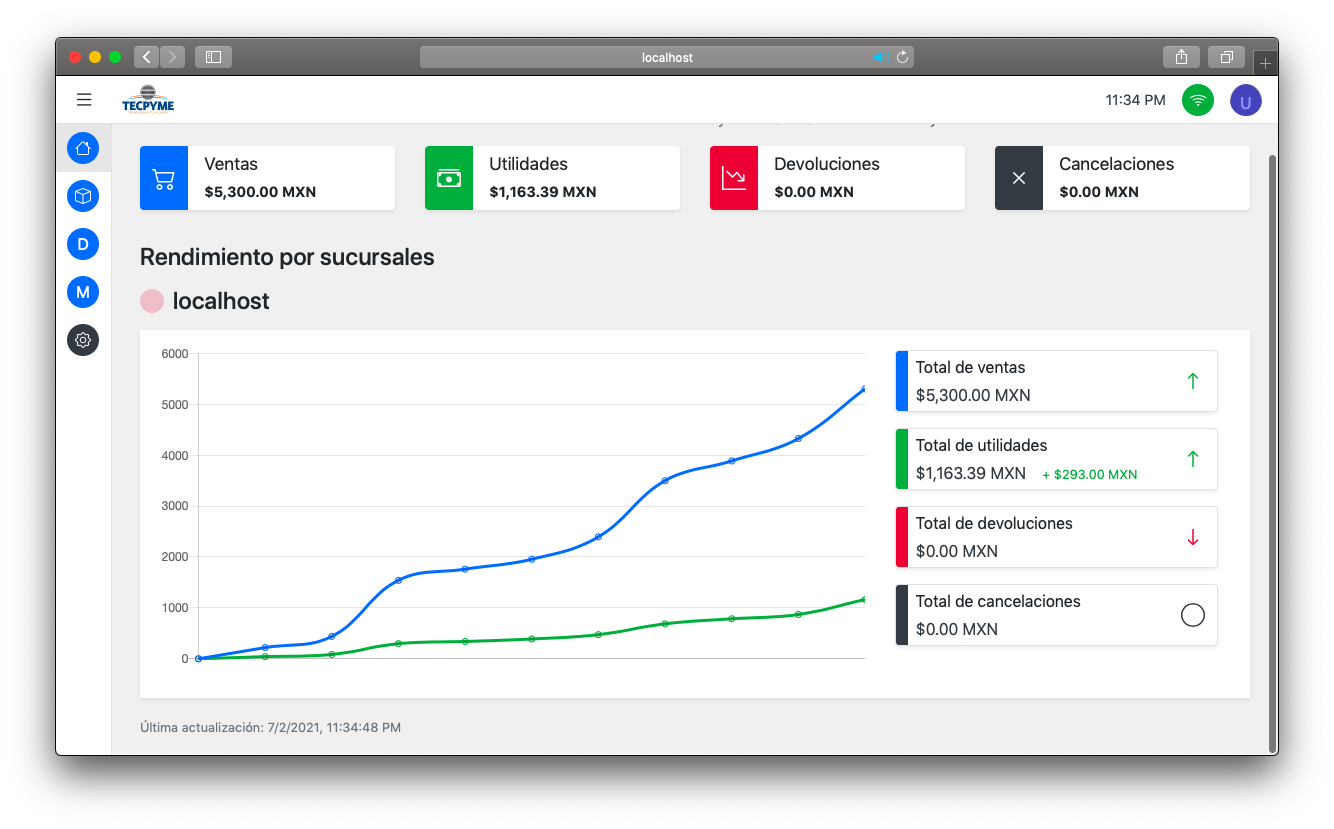 localhost
TECPYME
11:34 PM
U
Ventas
$5,300.00 MXN
Utilidades
$1,163.39 MXN
Devoluciones
$0.00 MXN
Cancelaciones
$0.00 MXN
D
M
Rendimiento por sucursales
localhost
6000
5000
4000
3000
2000
1000
0
Total de ventas
$5,300.00 MXN
Total de utilidades
$1,163.39 MXN + $293.00 MXN
Total de devoluciones
$0.00 MXN
Total de cancelaciones
$0.00 MXN
Última actualización: 7/2/2021, 11:34:48 PM